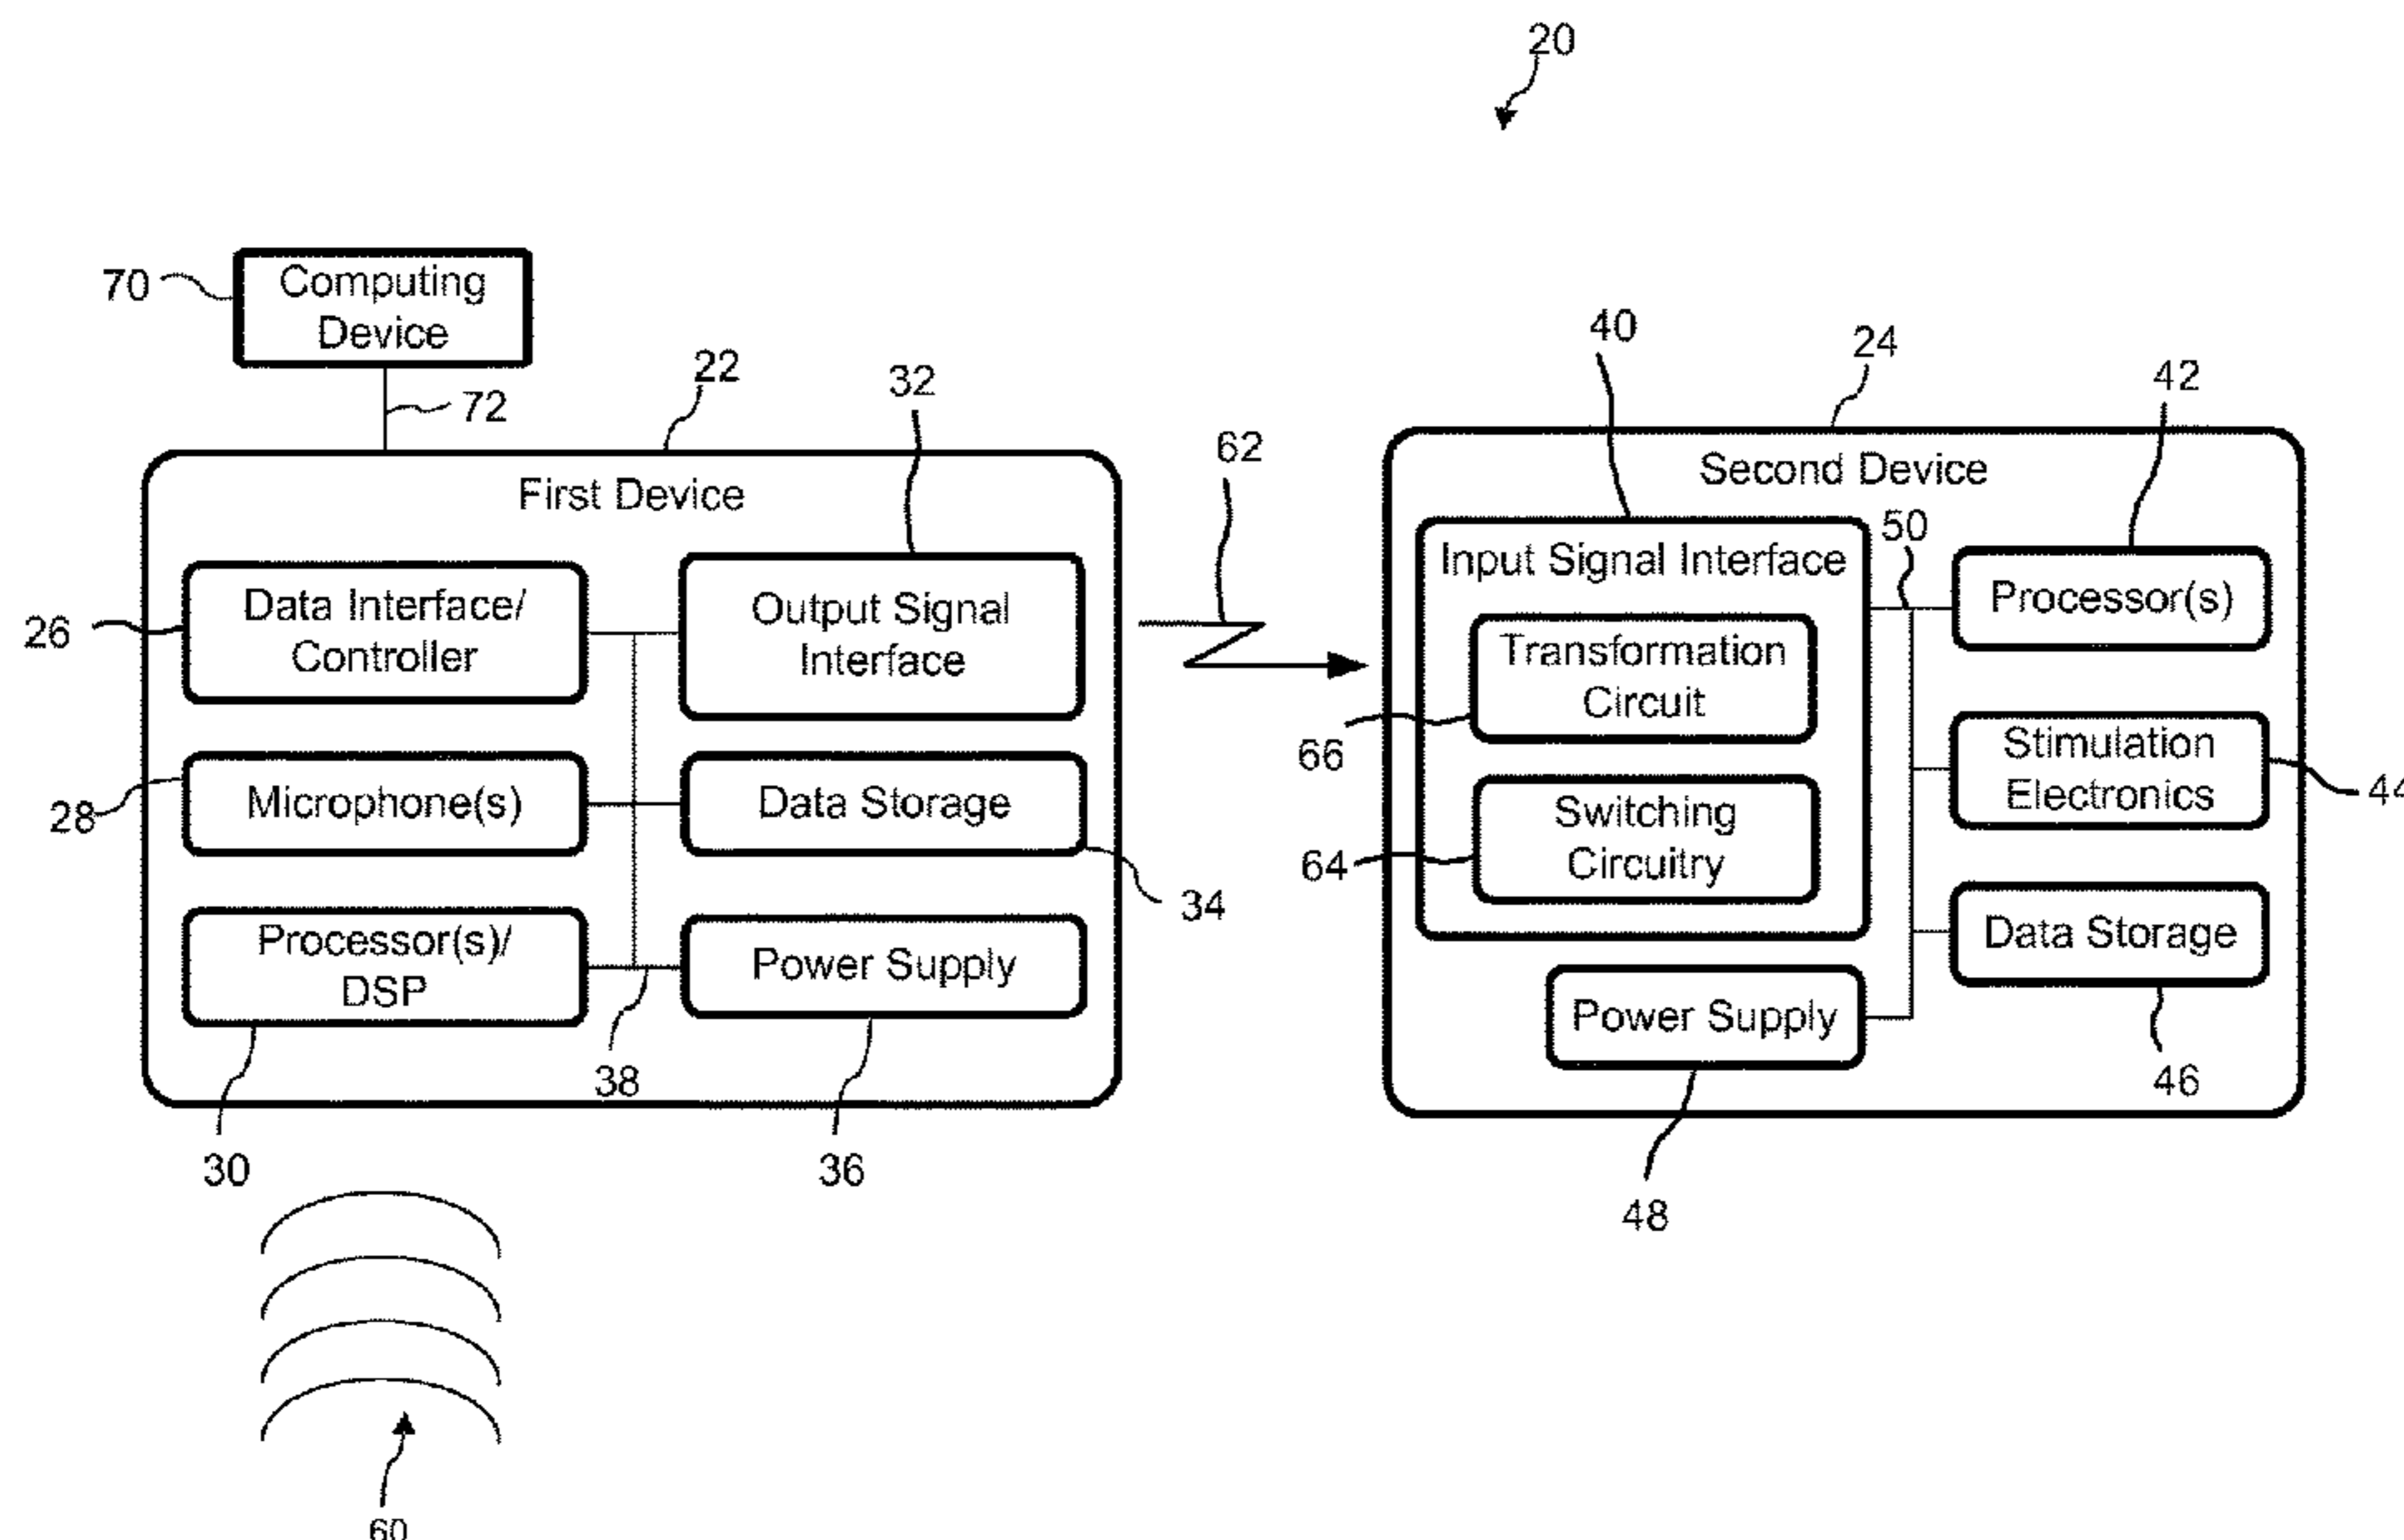 20
70
Computing
Device
72
22
32
First Device
26
Data Interface/
Controller
Output Signal
Interface
28
Microphone(s)
Data Storage
34
Processor(s)/
DSP
Power Supply
38
30
36
60
62
40
24
42
Second Device
50
Input Signal Interface
Processor(s)
Transformation
Circuit
66
Stimulation
Electronics
44
Switching
Circuitry
64
Data Storage
46
Power Supply
48